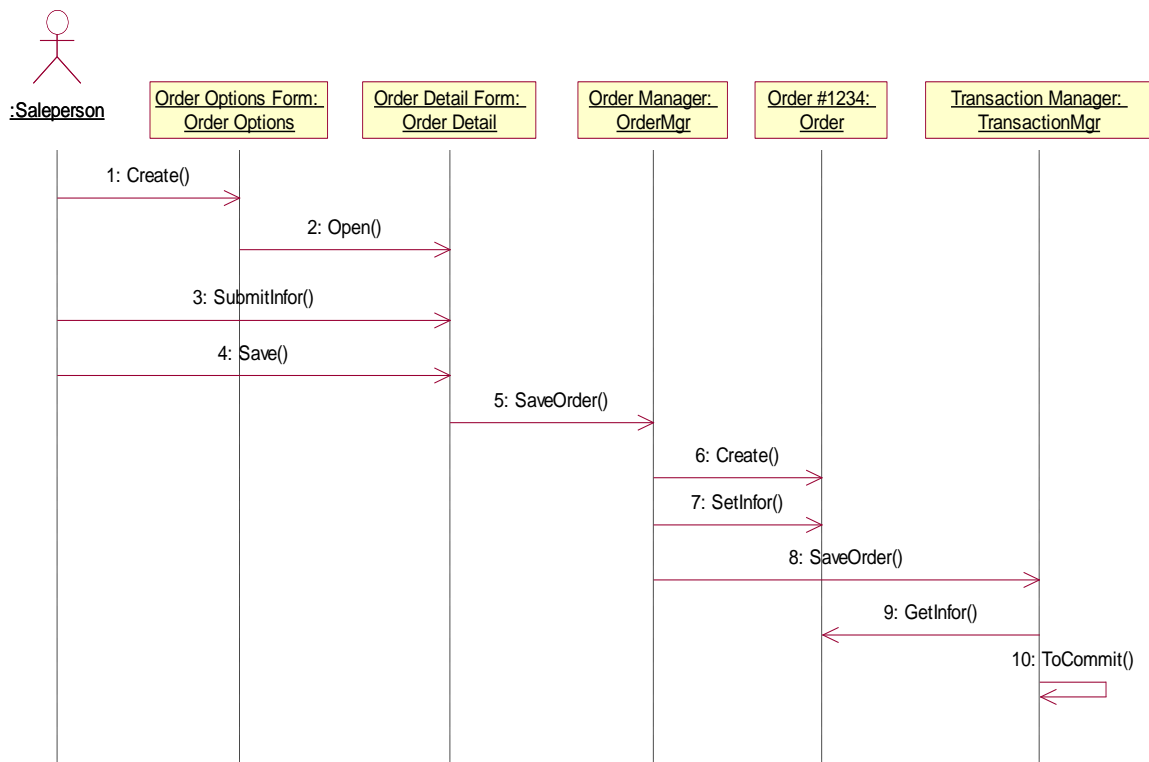 :Saleperson
Order Options Form:
Order Options
Order Detail Form:
Order Detail
Order Manager:
OrderMgr
Order #1234:
Order
Transaction Manager:
TransactionMgr
1: Create()
2: Open()
3: SubmitInfor()
4: Save()
5: SaveOrder()
6: Create()
7: SetInfor()
8: SaveOrder()
9: GetInfor()
10: ToCommit()